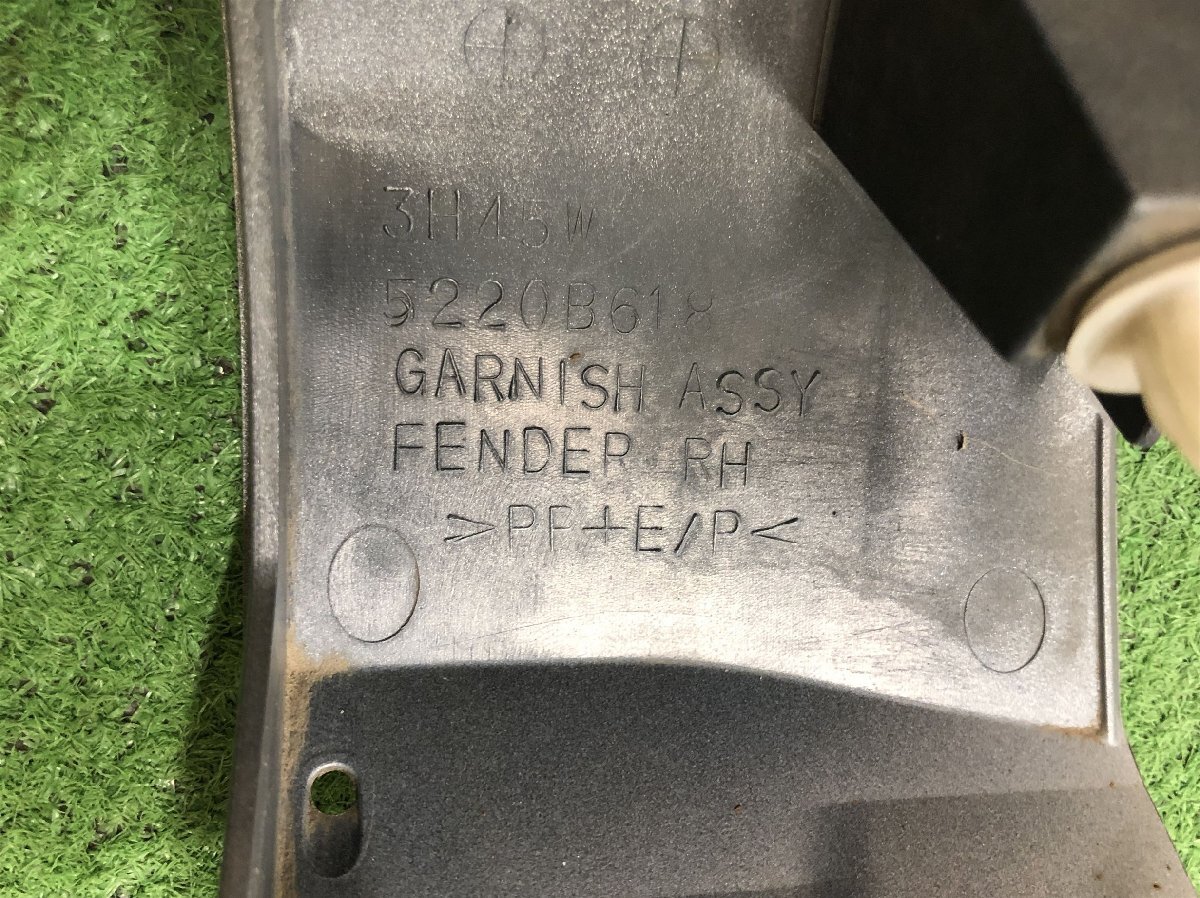 3H45W
5220B618
GARNISH ASSY
FENDER RH
>PP+E/P<